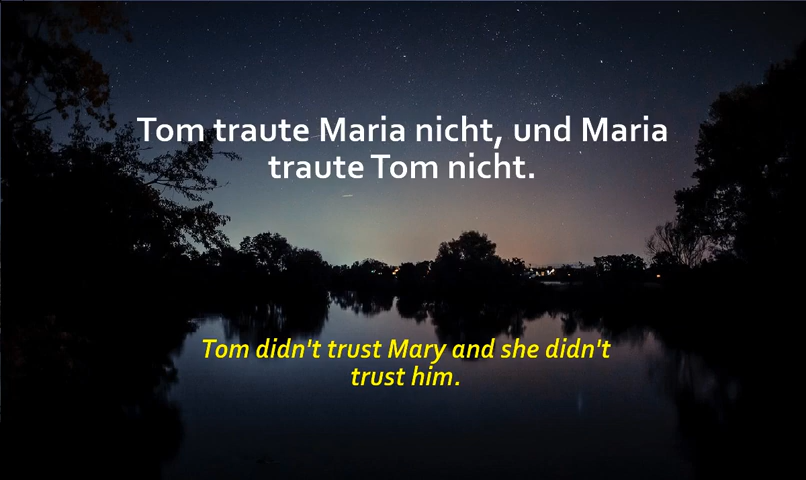 Tom traute Maria nicht, und Maria
traute Tom nicht.
Tom didn't trust Mary and she didn't
trust him.